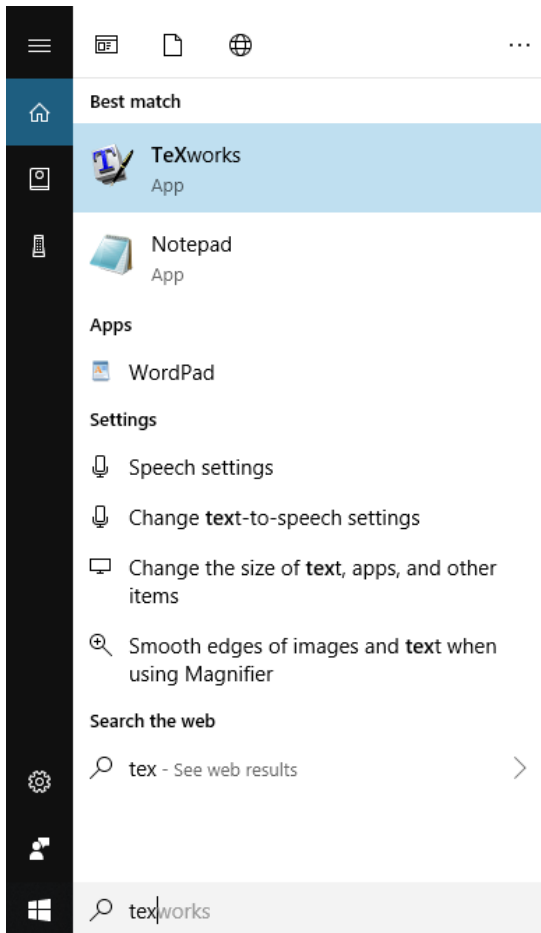 ...
Best match
TeXworks
App
Notepad
App
Apps
WordPad
Settings
Speech settings
Change text-to-speech settings
Change the size of text, apps, and other
items
Smooth edges of images and text when
using Magnifier
Search the web
tex - See web results
texworks